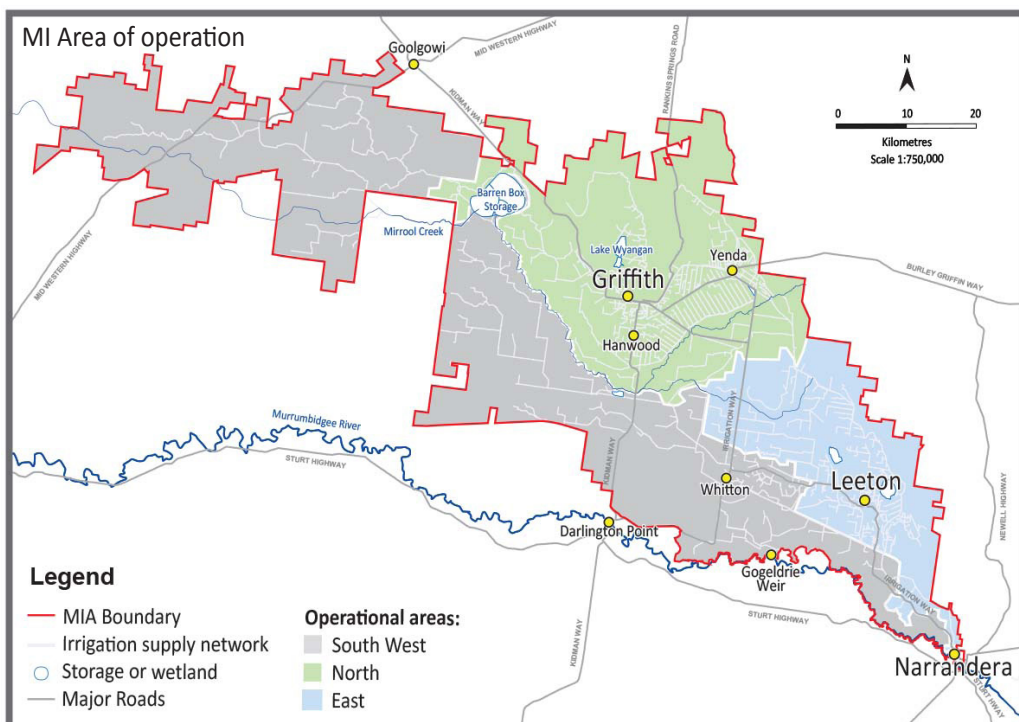 MI Area of operation
Goolgowi
MID WESTERN HIGHWAY
RANKINS SPRINGS ROAD
KIDMAN WAY
N
0 10 20
Kilometres
Scale 1:750,000
Barren Box
Storage
Mirrool Creek
MID WESTERN HIGHWAY
Lake Wyangan
Yenda
Griffith
BURLEY GRIFFIN WAY
Hanwood
IRRIGATION WAY
Murrumbidgee River
STURT HIGHWAY
KIDMAN WAY
Whitton
Leeton
NEWELL HIGHWAY
Darlington Point
Gogeldrie
Weir
IRRIGATION WAY
STURT HIGHWAY
KIDMAN WAY
Narrandera
STURT HWAY
Legend
MIA Boundary
Irrigation supply network
Storage or wetland
Major Roads
Operational areas:
South West
North
East